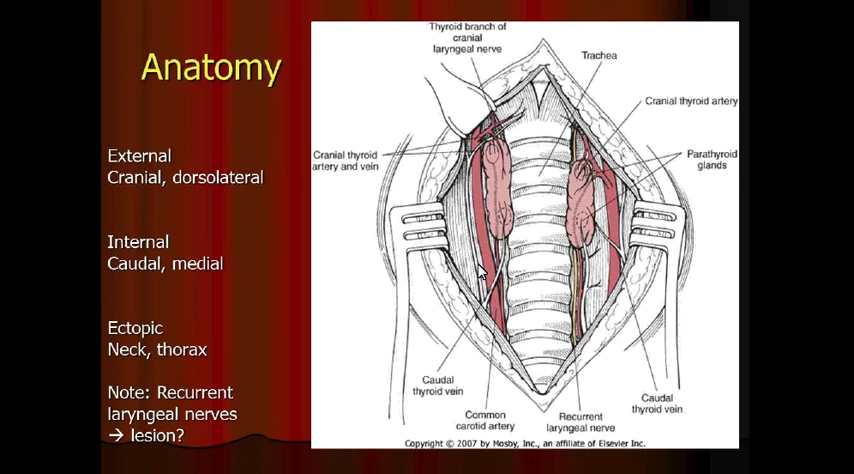 Anatomy
External
Cranial, dorsolateral
Internal
Caudal, medial
Ectopic
Neck, thorax
Note: Recurrent
laryngeal nerves
→ lesion?
Thyroid branch of
cranial
laryngeal nerve
Trachea
Cranial thyroid artery
Cranial thyroid
artery and vein
Parathyroid
glands
Caudal
thyroid vein
Common
carotid artery
Recurrent
laryngeal nerve
Caudal
thyroid vein
Copyright © 2007 by Mosby, Inc., an affiliate of Elsevier Inc.